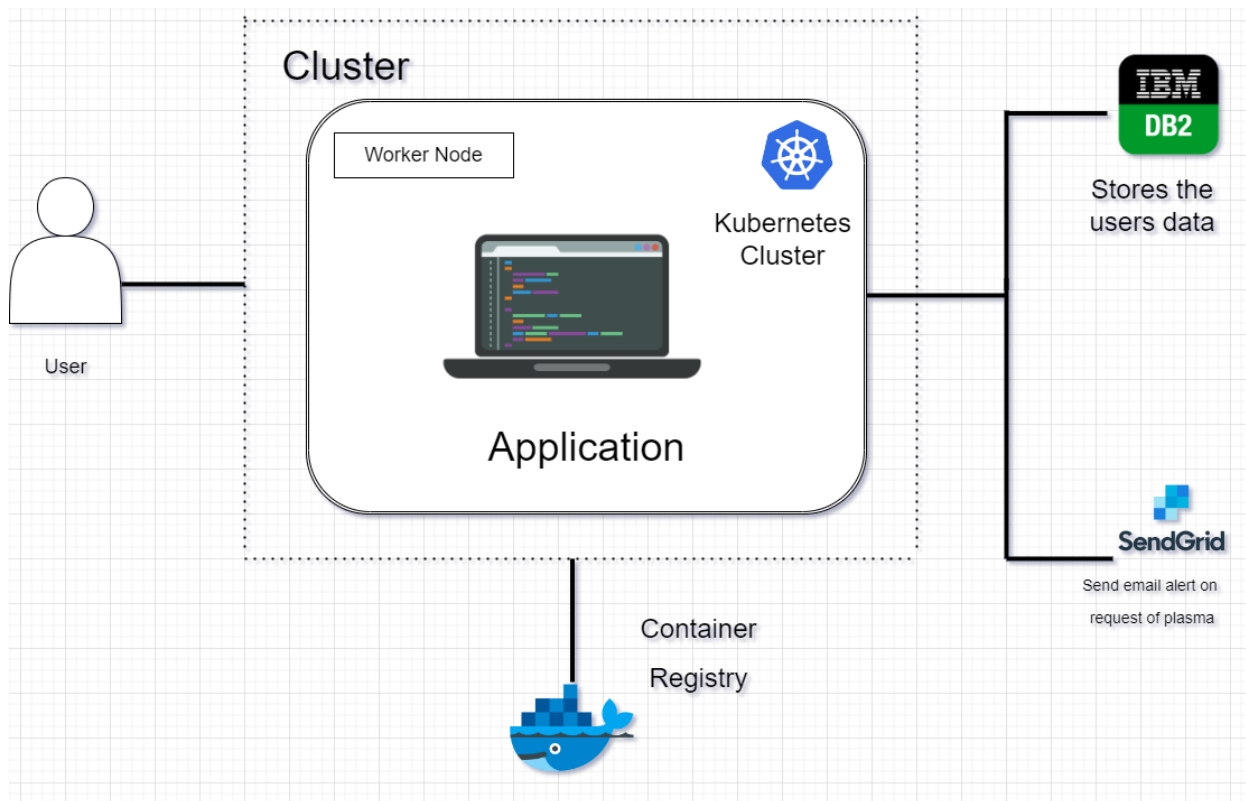 Cluster
Worker Node
Kubernetes
Cluster
Application
User
IBM
DB2
Stores the
users data
SendGrid
Send email alert on
request of plasma
Container
Registry